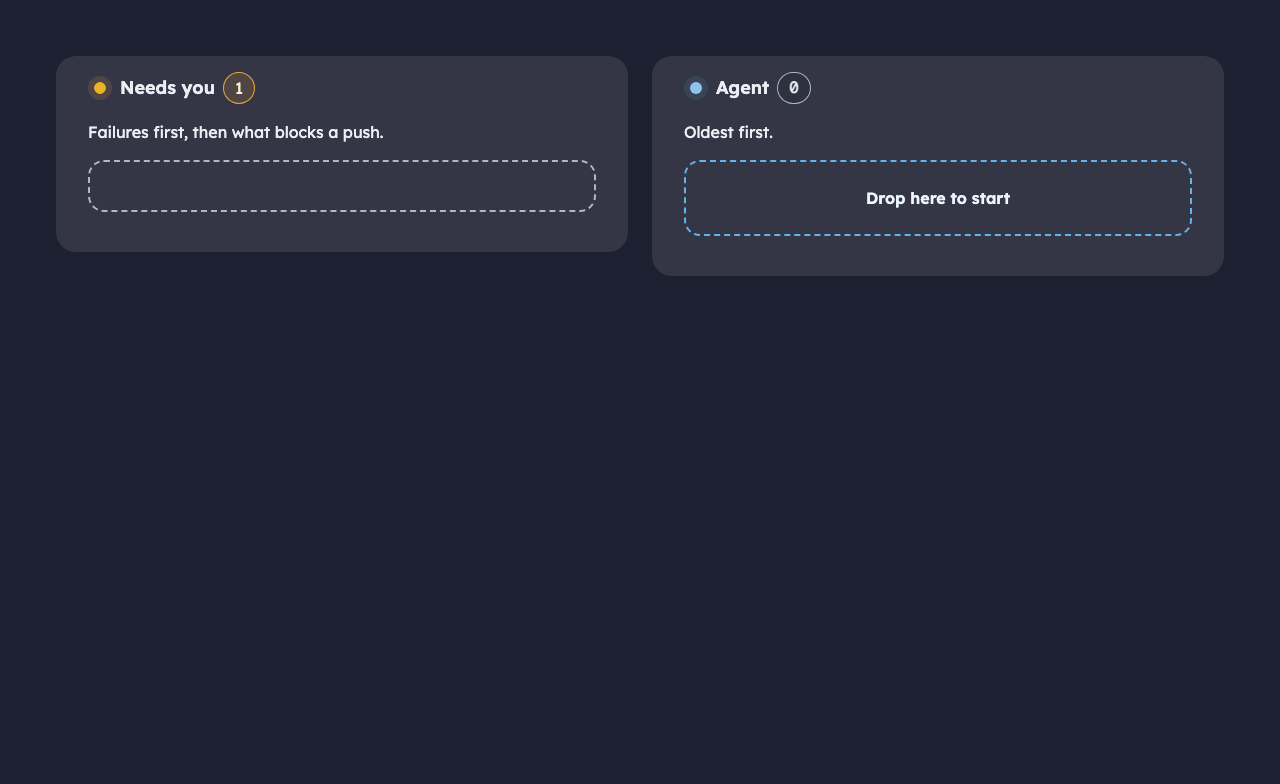 Needs you 1
Failures first, then what blocks a push.
Agent 0
Oldest first.
Drop here to start